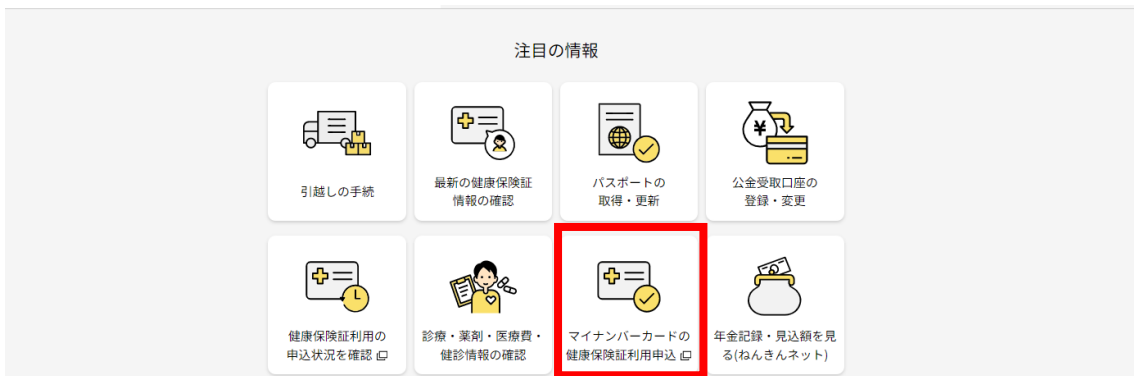 注目の情報
引越しの手続
最新の健康保険証
情報の確認
パスポートの
取得・更新
¥
公金受取口座の
登録・変更
健康保険証利用の
申込状況を確認
診療・薬剤・医療費・
健診情報の確認
マイナンバーカードの
健康保険証利用申込
年金記録・見込額を見
る(ねんきんネット)